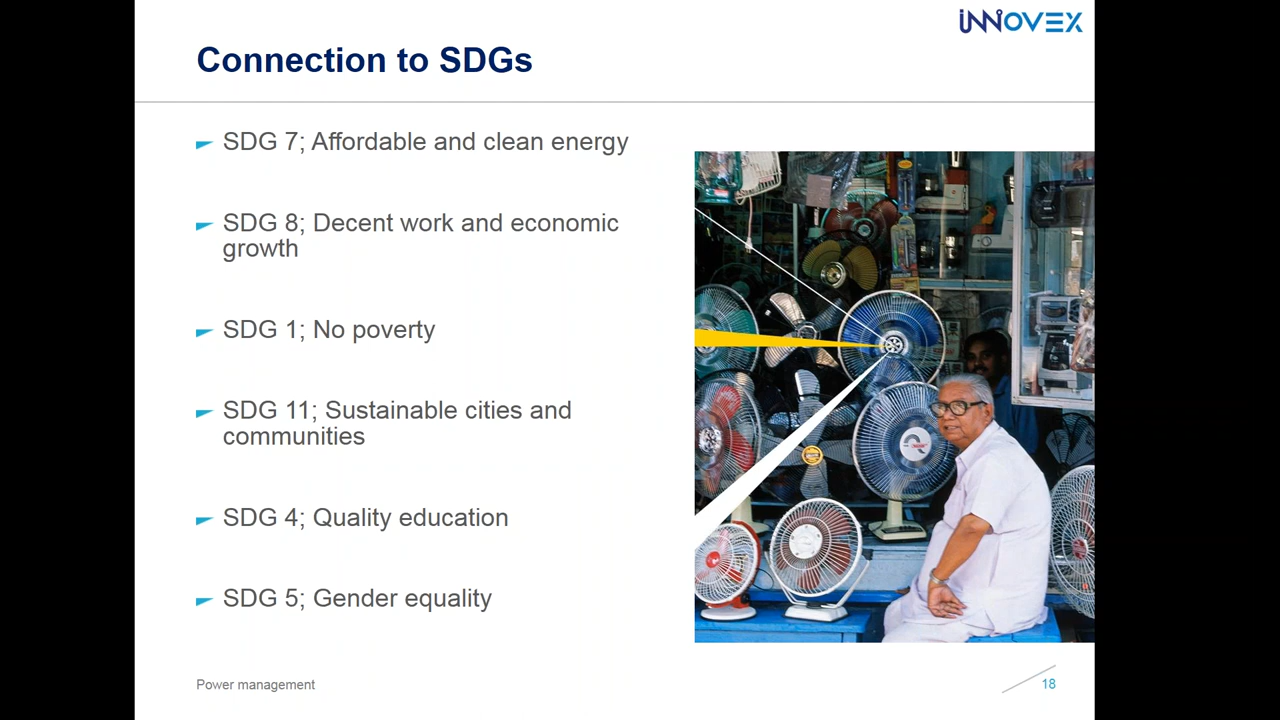 INNOVEX
Connection to SDGs
SDG 7; Affordable and clean energy
SDG 8; Decent work and economic
growth
SDG 1; No poverty
SDG 11; Sustainable cities and
communities
SDG 4; Quality education
SDG 5; Gender equality
Power management
18